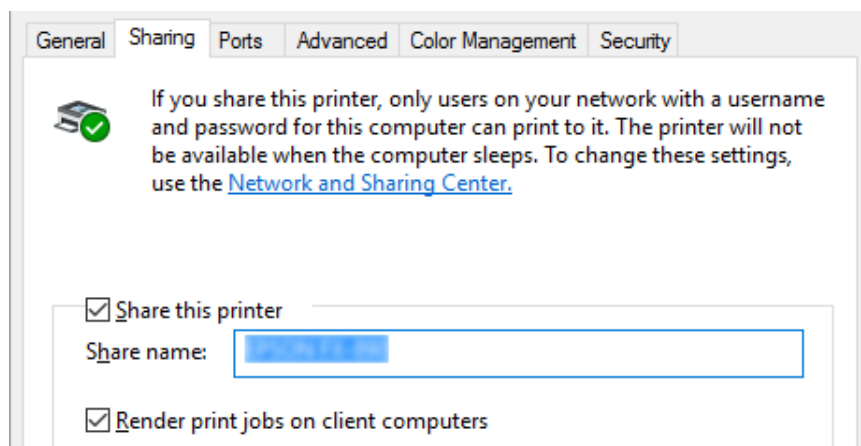 General Sharing Ports Advanced Color Management Security
If you share this printer, only users on your network with a username
and password for this computer can print to it. The printer will not
be available when the computer sleeps. To change these settings,
use the Network and Sharing Center.
Share this printer
Share name:
Render print jobs on client computers